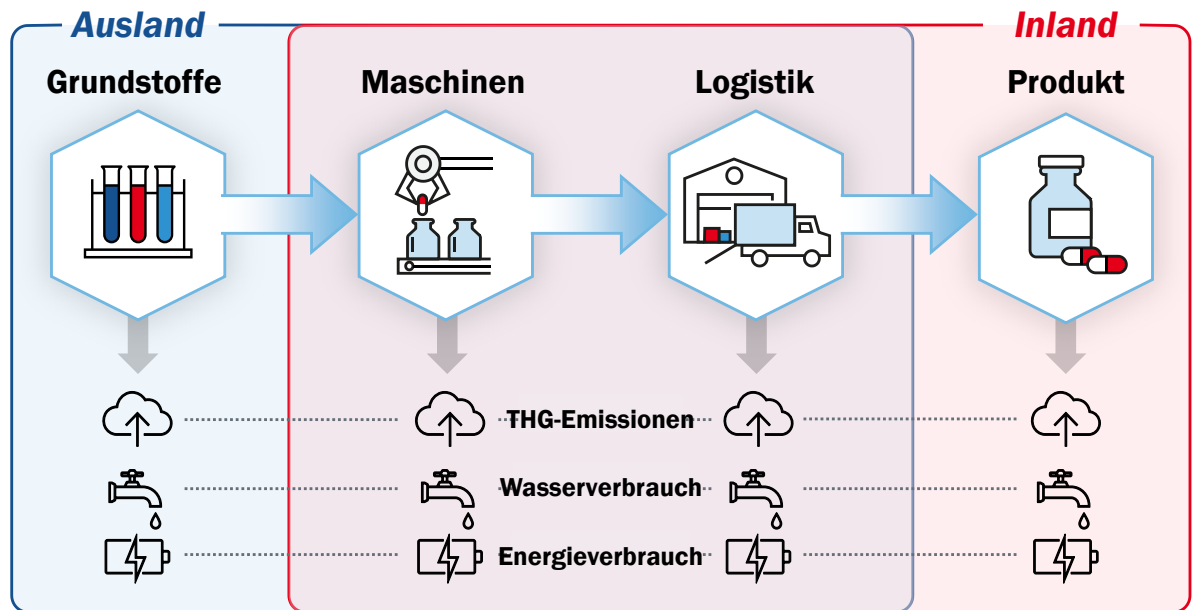 Ausland
Inland
Grundstoffe
Maschinen
Logistik
Produkt
THG-Emissionen
Wasserverbrauch
Energieverbrauch